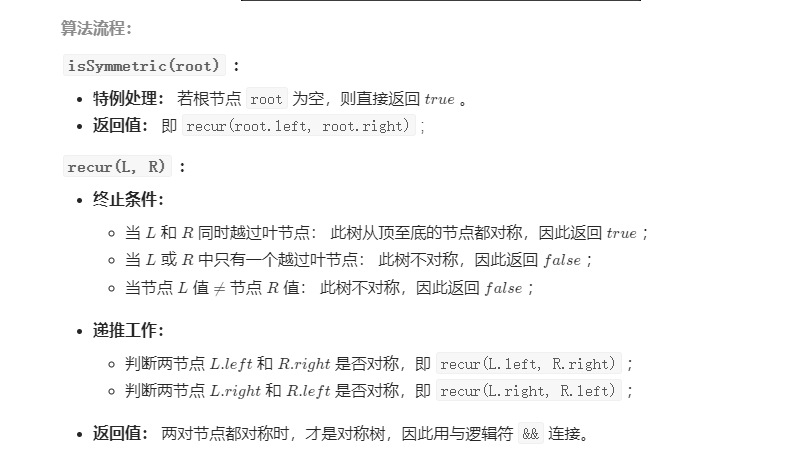 算法流程:
isSymmetric(root) :
• 特例处理: 若根节点 root 为空，则直接返回 true 。
• 返回值: 即 recur(root.left, root.right) ;
recur(L, R) :
• 终止条件:
◦ 当 L 和 R 同时越过叶节点: 此树从顶至底的节点都对称，因此返回 true ;
◦ 当 L 或 R 中只有一个越过叶节点: 此树不对称，因此返回 false ;
◦ 当节点 L 值 ≠ 节点 R 值: 此树不对称，因此返回 false ;
• 递推工作:
◦ 判断两节点 L.left 和 R.right 是否对称，即 recur(L.left, R.right) ;
◦ 判断两节点 L.right 和 R.left 是否对称，即 recur(L.right, R.left) ;
• 返回值: 两对节点都对称时，才是对称树，因此用与逻辑符 && 连接。